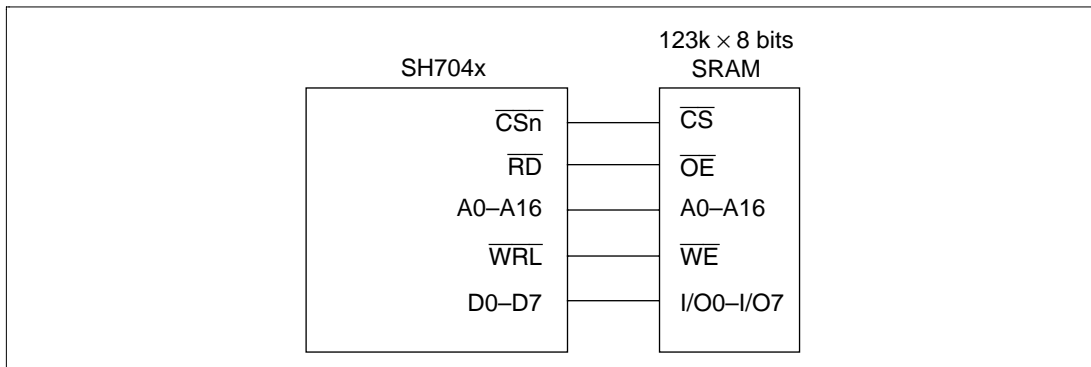 123k × 8 bits
SH704x SRAM
CSn CS
RD OE
A0–A16 A0–A16
WRL WE
D0–D7 I/O0–I/O7